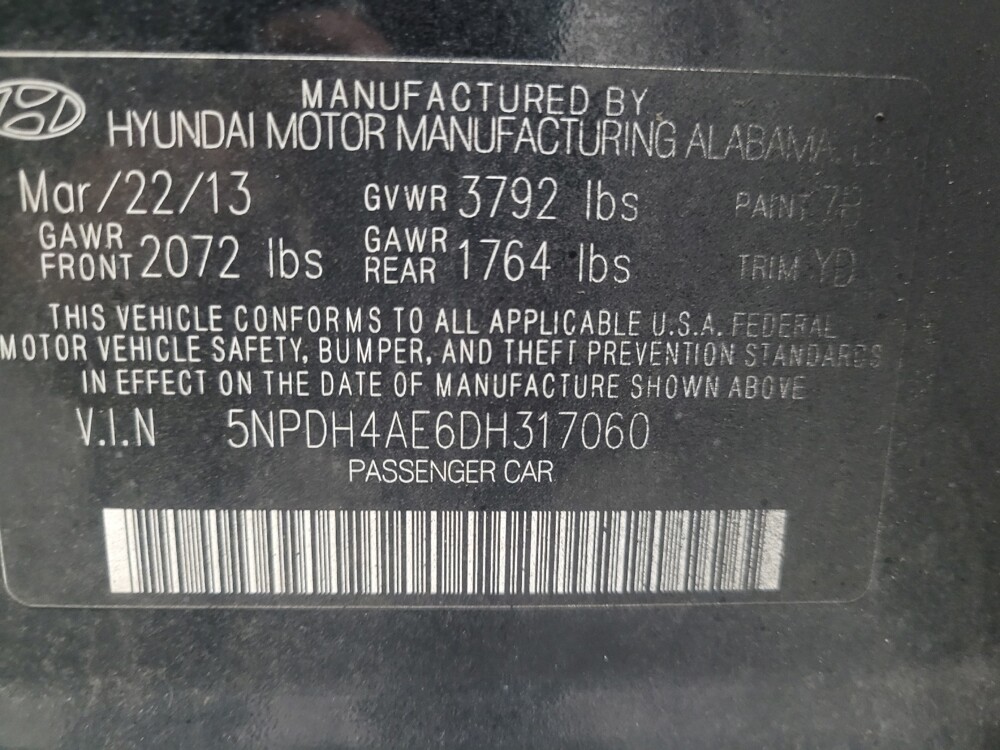 MANUFACTURED BY
HYUNDAI MOTOR MANUFACTURING ALABAMA
Mar/22/13 GVWR 3792 lbs PAINT
GAWR FRONT 2072 lbs GAWR REAR 1764 lbs TRIM YD
THIS VEHICLE CONFORMS TO ALL APPLICABLE U.S.A. FEDERAL
MOTOR VEHICLE SAFETY, BUMPER, AND THEFT PREVENTION STANDARDS
IN EFFECT ON THE DATE OF MANUFACTURE SHOWN ABOVE
V.I.N 5NPDH4AE6DH317060
PASSENGER CAR